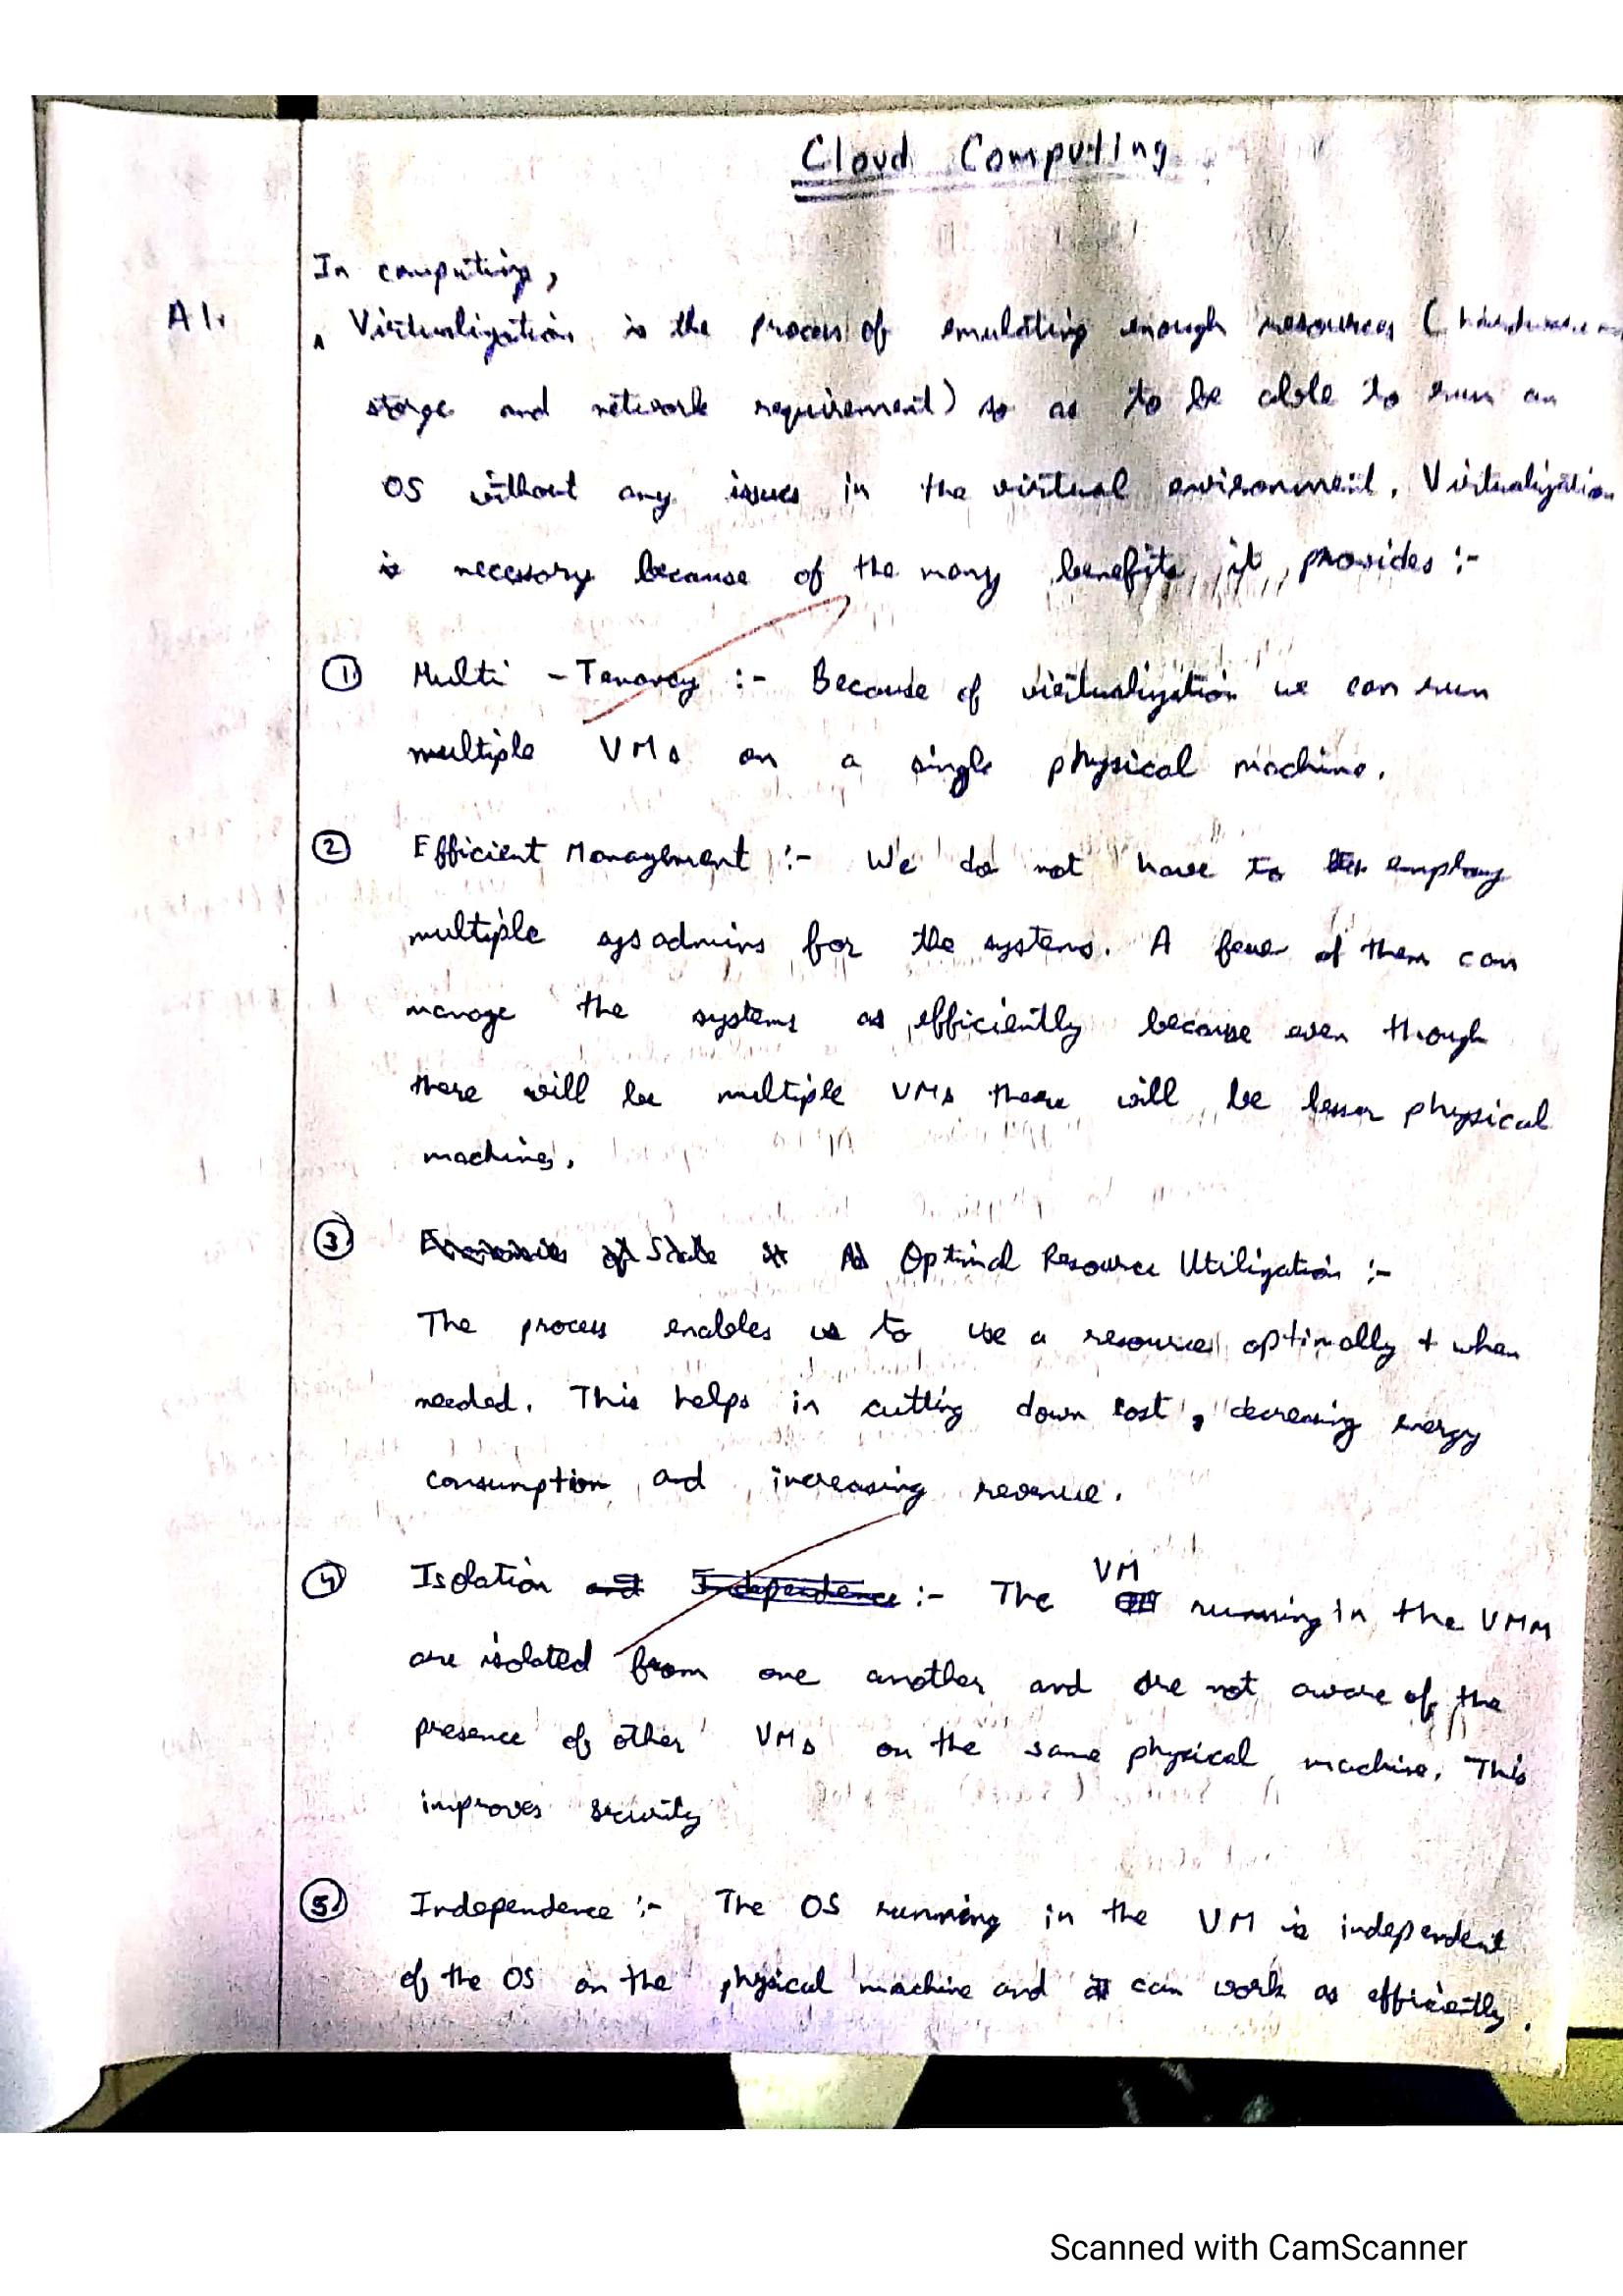 Cloud Computing
In computing,
A1. Virtualization is the process of emulating enough resources (hardware
storge and network requirement) so as to be able to run an
OS without any issues in the virtual environment. Virtualization
is necessary because of the many benefits it provides :-
① Multi - Tenancy :- Because of virtualization we can run
multiple VMs on a single physical machine.
② Efficient Managment :- We do not have to employ
multiple sysadmins for the systems. A few of them can
manage the systems as efficiently because even though
there will be multiple VMs there will be lesser physical
machines.
③ Optimal Resource Utilization :-
The process enables us to use a resource optimally + when
needed. This helps in cutting down cost, decreasing energy
consumption and increasing revenue.
VM
④ Isolation and Independence :- The running in the VMM
are isolated from one another and are not aware of the
presence of other VMs on the same physical machine. This
improves security
⑤ Independence :- The OS running in the VM is independent
of the OS on the physical machine and can work as efficiently.
Scanned with CamScanner